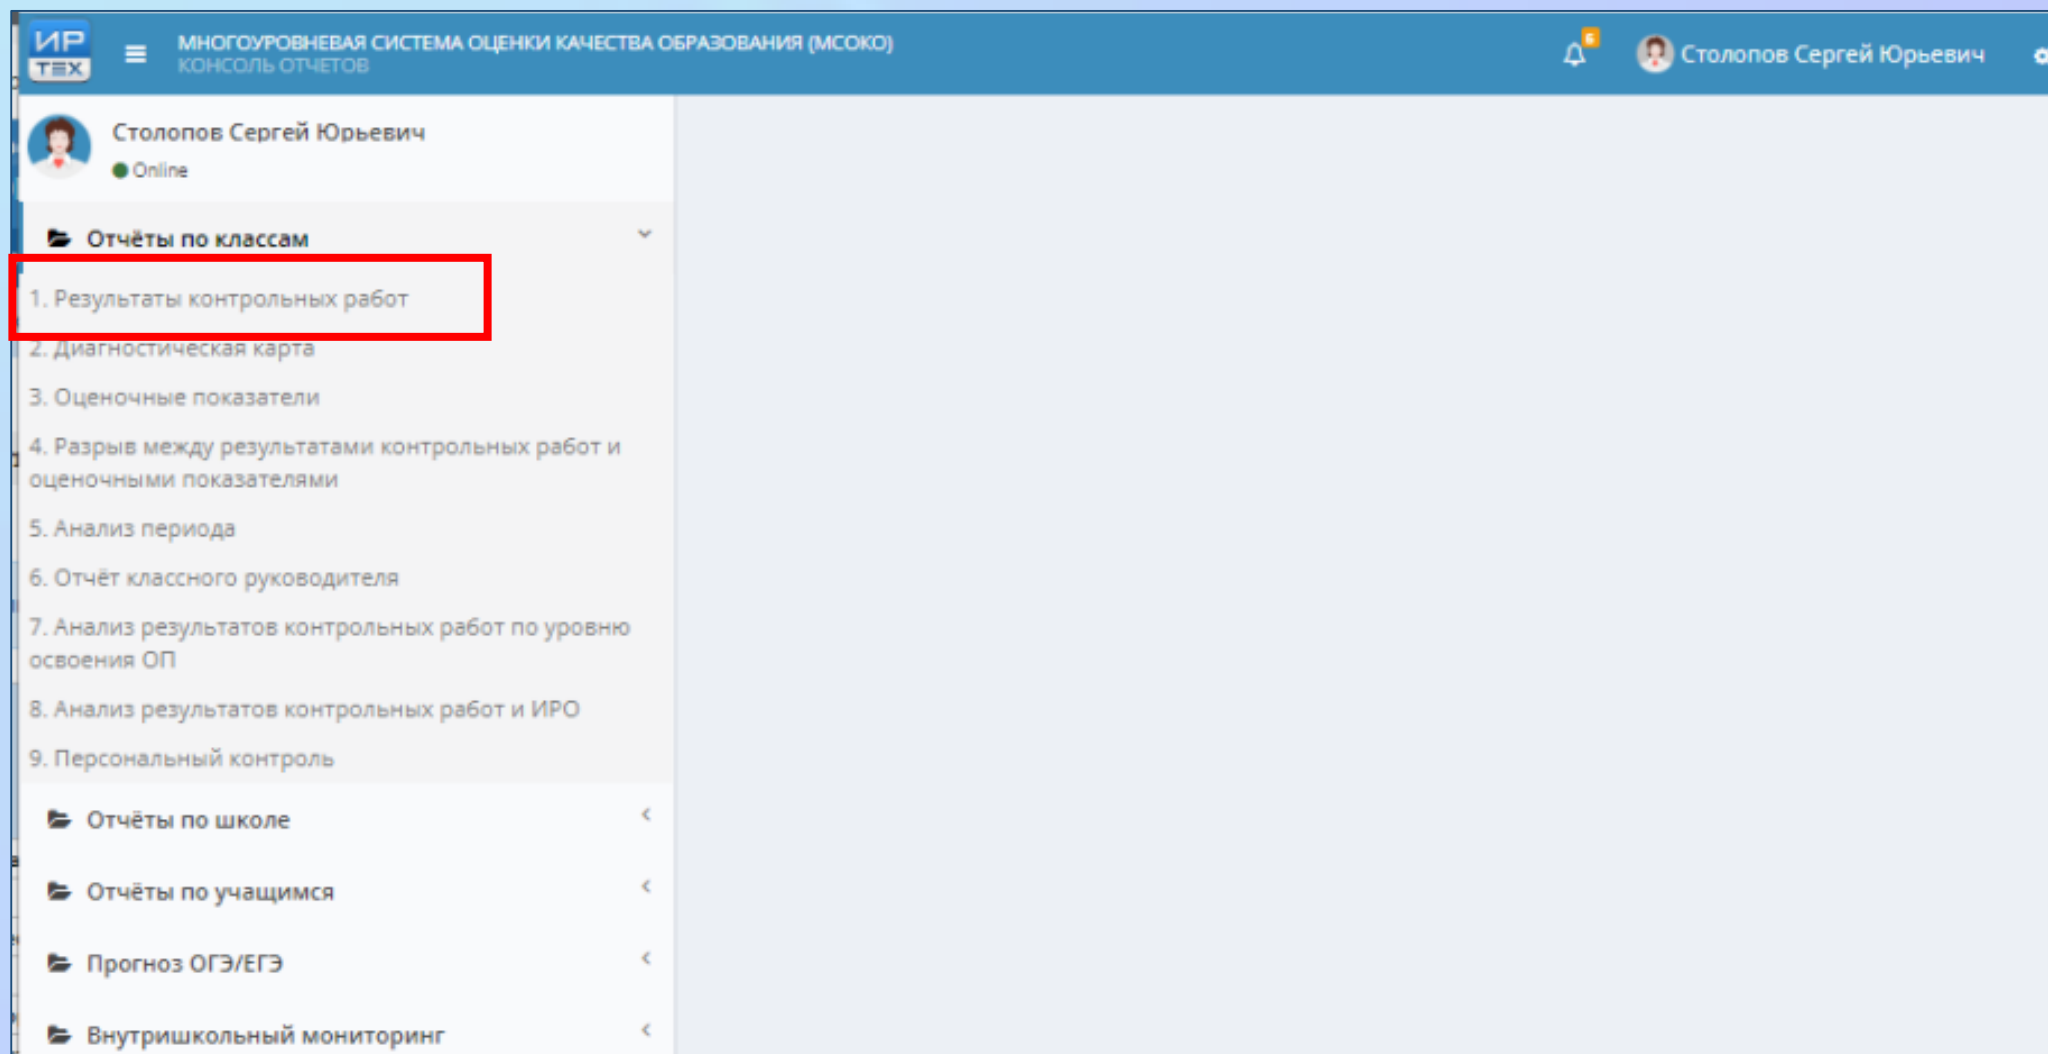 ИР
ТЕХ
МНОГОУРОВНЕВАЯ СИСТЕМА ОЦЕНКИ КАЧЕСТВА ОБРАЗОВАНИЯ (МСОКО)
КОНСОЛЬ ОТЧЕТОВ
6
Столопов Сергей Юрьевич
Столопов Сергей Юрьевич
Online
Отчёты по классам
1. Результаты контрольных работ
2. Диагностическая карта
3. Оценочные показатели
4. Разрыв между результатами контрольных работ и
оценочными показателями
5. Анализ периода
6. Отчёт классного руководителя
7. Анализ результатов контрольных работ по уровню
освоения ОП
8. Анализ результатов контрольных работ и ИРО
9. Персональный контроль
Отчёты по школе
Отчёты по учащимся
Прогноз ОГЭ/ЕГЭ
Внутришкольный мониторинг